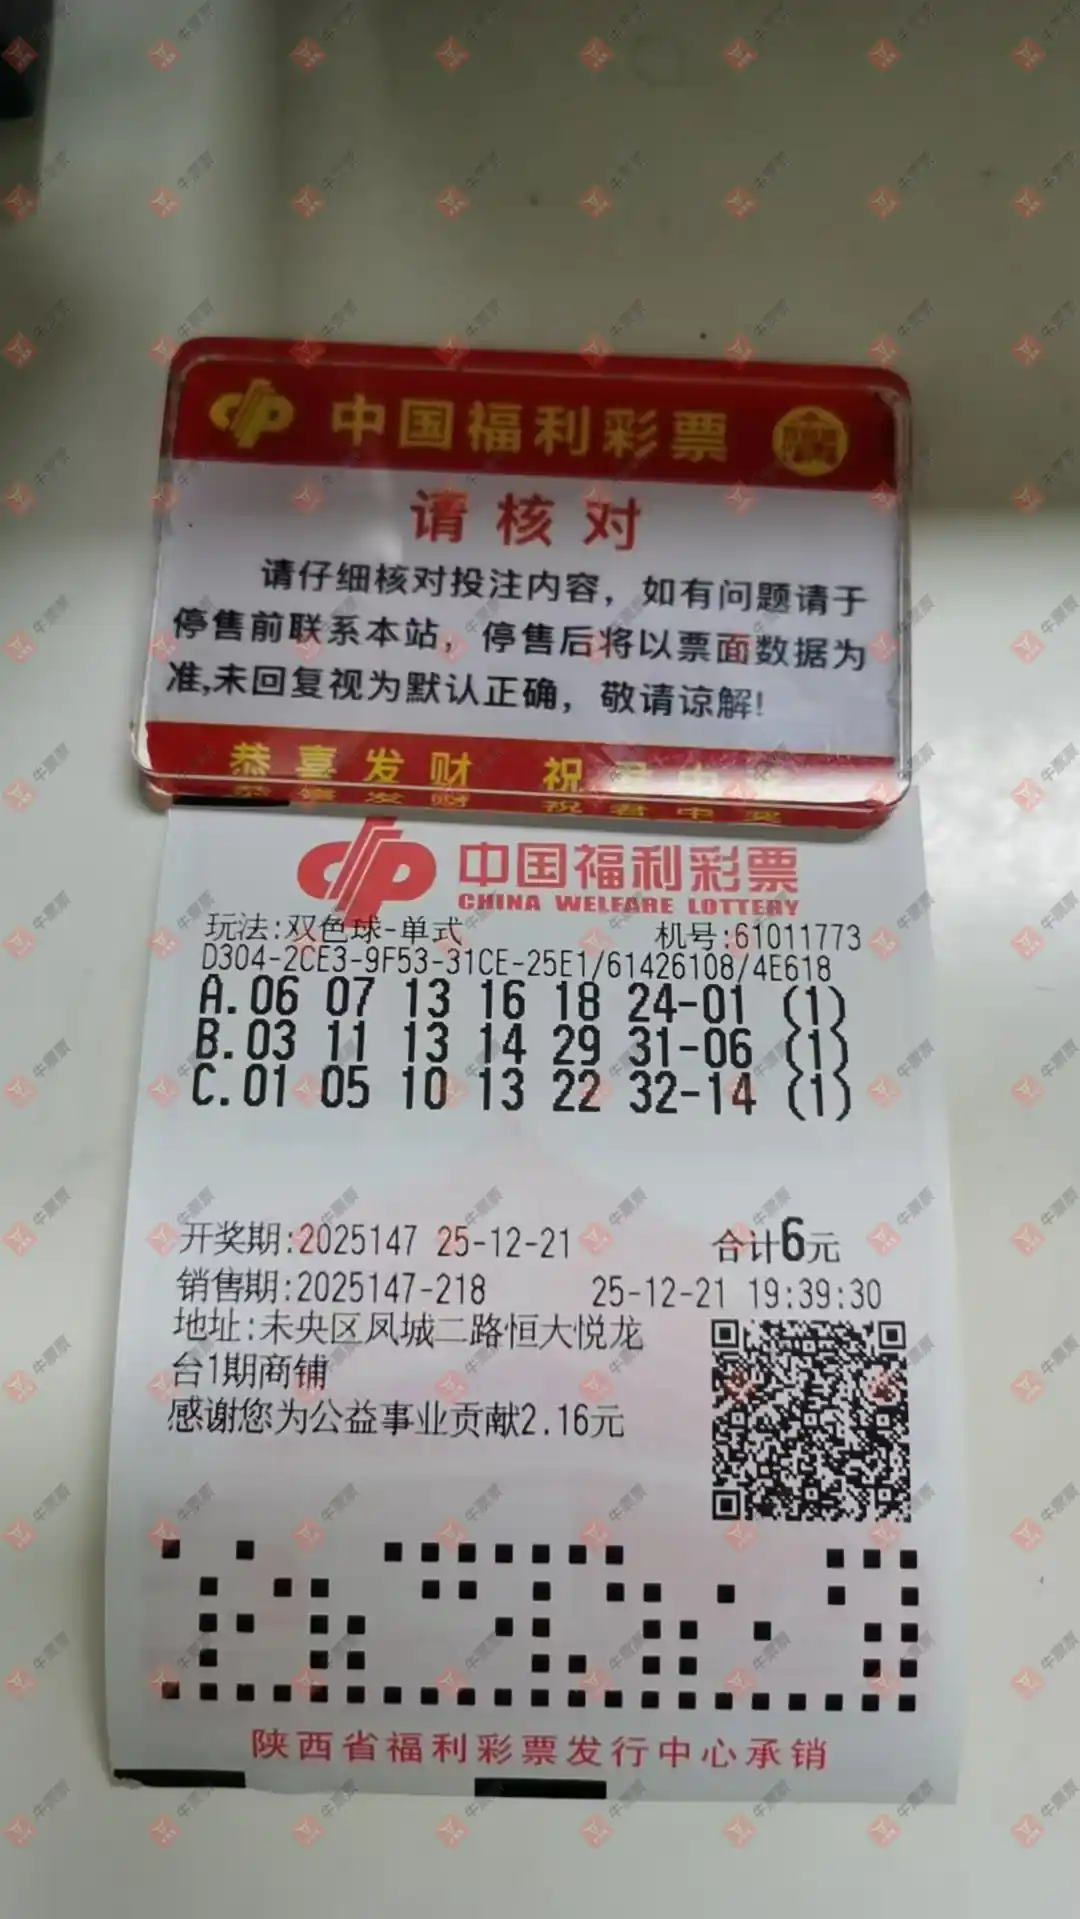 中国福利彩票
请核对
请仔细核对投注内容，如有问题请于
停售前联系本站，停售后将以票面数据为
准,未回复视为默认正确，敬请谅解!
恭喜发财 祝君中奖
中国福利彩票
CHINA WELFARE LOTTERY
玩法:双色球-单式 机号:61011773
D304-2CE3-9F53-31CE-25E1/61426108/4E618
A.06 07 13 16 18 24-01 (1)
B.03 11 13 14 29 31-06 (1)
C.01 05 10 13 22 32-14 (1)
开奖期:2025147 25-12-21 合计6元
销售期:2025147-218 25-12-21 19:39:30
地址:未央区凤城二路恒大悦龙
台1期商铺
感谢您为公益事业贡献2.16元
陕西省福利彩票发行中心承销
牛票票